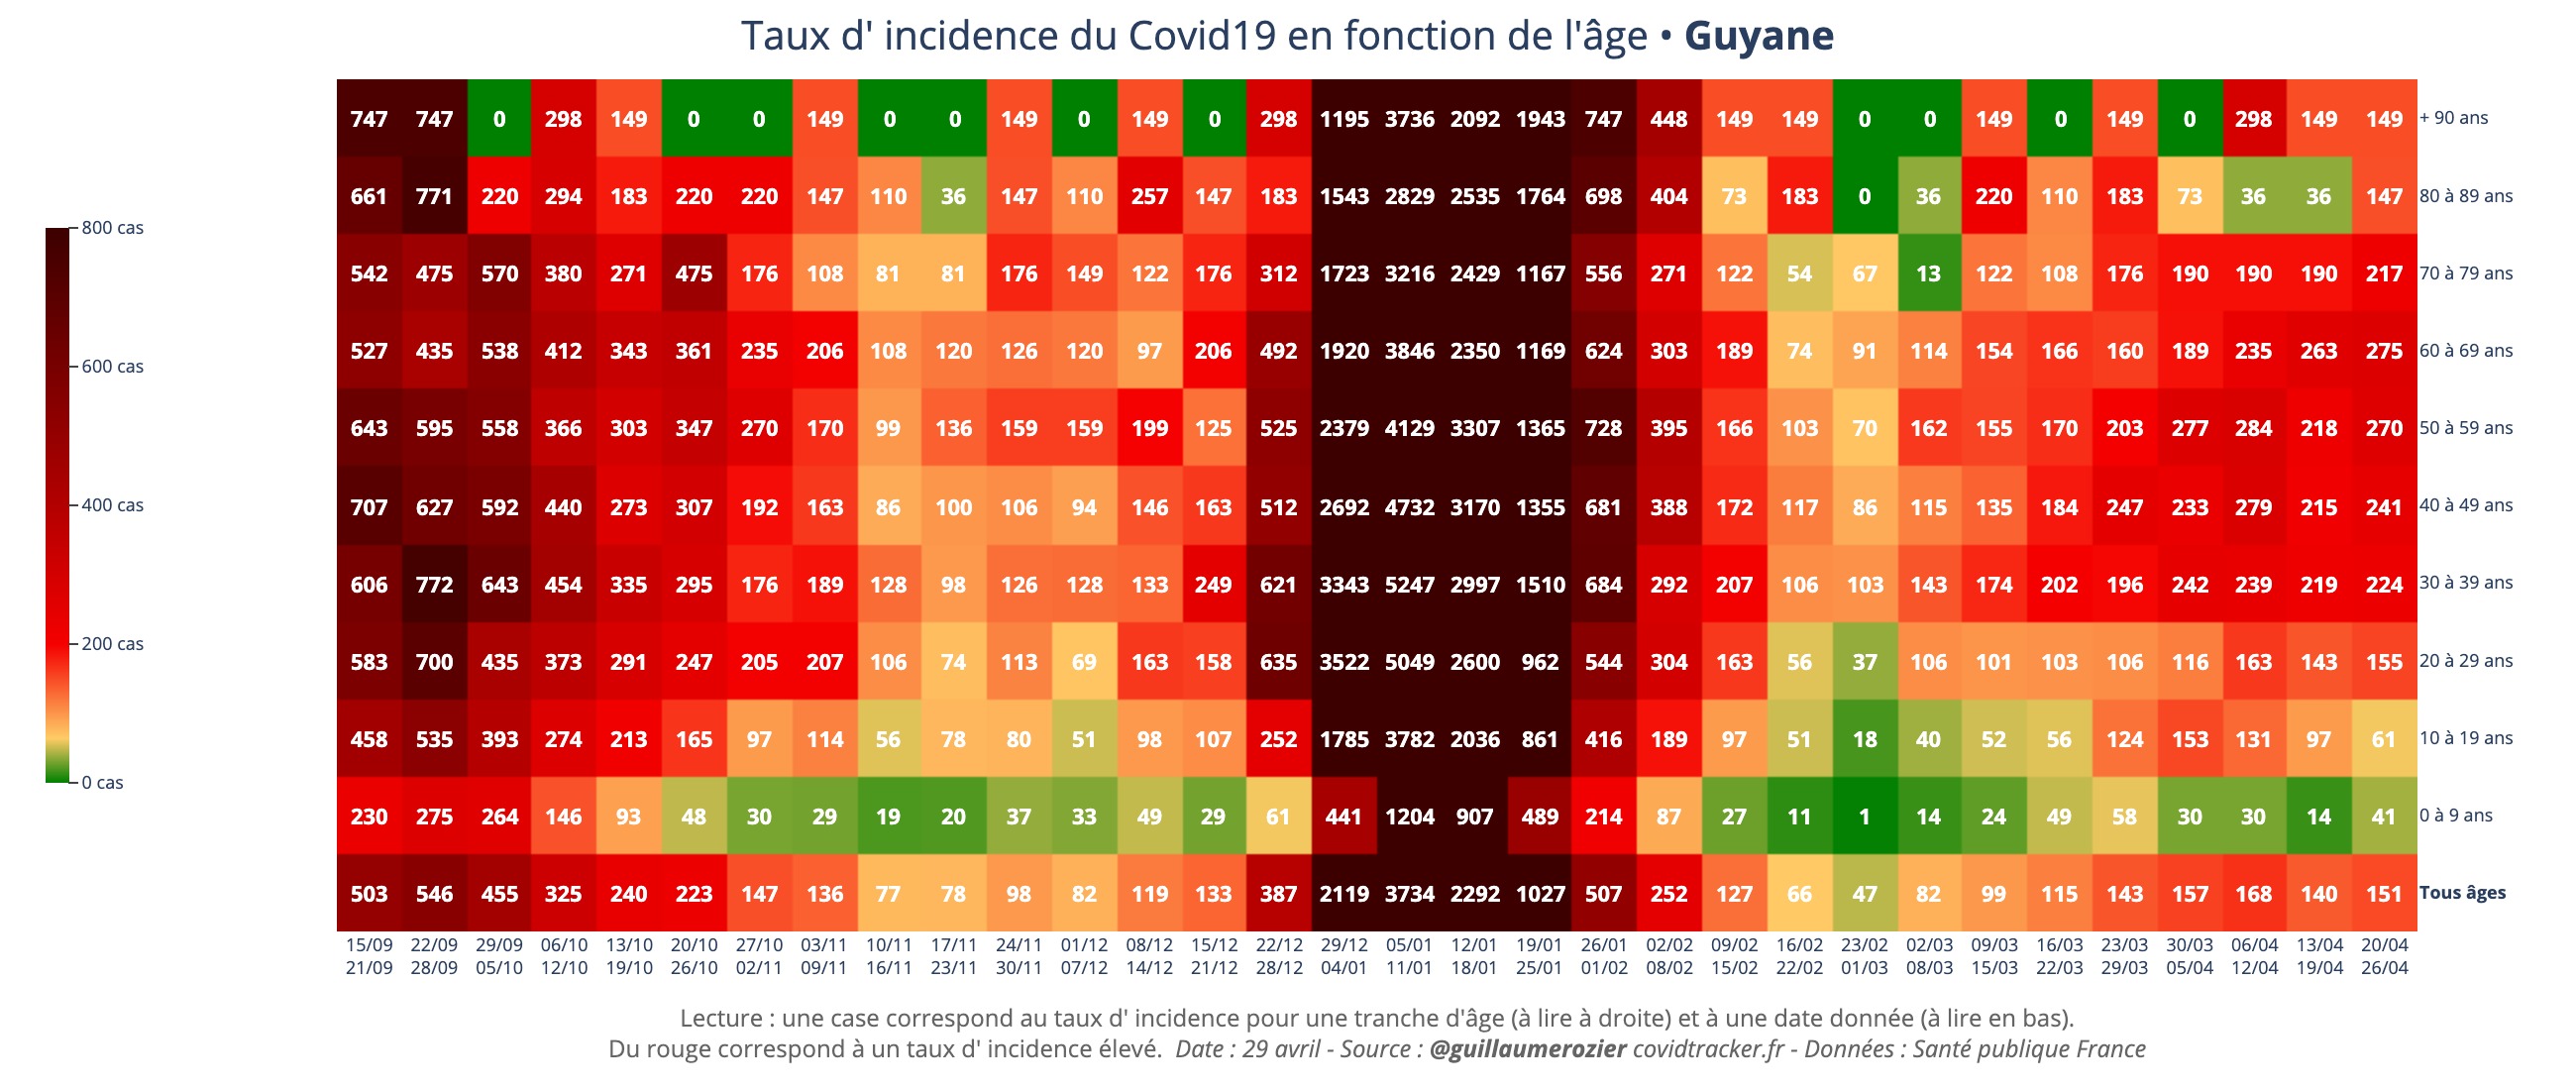 Taux d' incidence du Covid19 en fonction de l'âge • Guyane
747 747 0 298 149 0 0 149 0 0 149 0 149 0 298 1195 3736 2092 1943 747 448 149 149 0 0 149 0 149 0 298 149 149 + 90 ans
661 771 220 294 183 220 220 147 110 36 147 110 257 147 183 1543 2829 2535 1764 698 404 73 183 0 36 220 110 183 73 36 36 147 80 à 89 ans
800 cas
542 475 570 380 271 475 176 108 81 81 176 149 122 176 312 1723 3216 2429 1167 556 271 122 54 67 13 122 108 176 190 190 190 217 70 à 79 ans
527 435 538 412 343 361 235 206 108 120 126 120 97 206 492 1920 3846 2350 1169 624 303 189 74 91 114 154 166 160 189 235 263 275 60 à 69 ans
600 cas
643 595 558 366 303 347 270 170 99 136 159 159 199 125 525 2379 4129 3307 1365 728 395 166 103 70 162 155 170 203 277 284 218 270 50 à 59 ans
400 cas
707 627 592 440 273 307 192 163 86 100 106 94 146 163 512 2692 4732 3170 1355 681 388 172 117 86 115 135 184 247 233 279 215 241 40 à 49 ans
606 772 643 454 335 295 176 189 128 98 126 128 133 249 621 3343 5247 2997 1510 684 292 207 106 103 143 174 202 196 242 239 219 224 30 à 39 ans
200 cas
583 700 435 373 291 247 205 207 106 74 113 69 163 158 635 3522 5049 2600 962 544 304 163 56 37 106 101 103 106 116 163 143 155 20 à 29 ans
458 535 393 274 213 165 97 114 56 78 80 51 98 107 252 1785 3782 2036 861 416 189 97 51 18 40 52 56 124 153 131 97 61 10 à 19 ans
0 cas
230 275 264 146 93 48 30 29 19 20 37 33 49 29 61 441 1204 907 489 214 87 27 11 1 14 24 49 58 30 30 14 41 0 à 9 ans
503 546 455 325 240 223 147 136 77 78 98 82 119 133 387 2119 3734 2292 1027 507 252 127 66 47 82 99 115 143 157 168 140 151 Tous âges
15/09 22/09 29/09 06/10 13/10 20/10 27/10 03/11 10/11 17/11 24/11 01/12 08/12 15/12 22/12 29/12 05/01 12/01 19/01 26/01 02/02 09/02 16/02 23/02 02/03 09/03 16/03 23/03 30/03 06/04 13/04 20/04
21/09 28/09 05/10 12/10 19/10 26/10 02/11 09/11 16/11 23/11 30/11 07/12 14/12 21/12 28/12 04/01 11/01 18/01 25/01 01/02 08/02 15/02 22/02 01/03 08/03 15/03 22/03 29/03 05/04 12/04 19/04 26/04
Lecture : une case correspond au taux d' incidence pour une tranche d'âge (à lire à droite) et à une date donnée (à lire en bas).
Du rouge correspond à un taux d' incidence élevé. Date : 29 avril - Source : @guillaumerozier covidtracker.fr - Données : Santé publique France